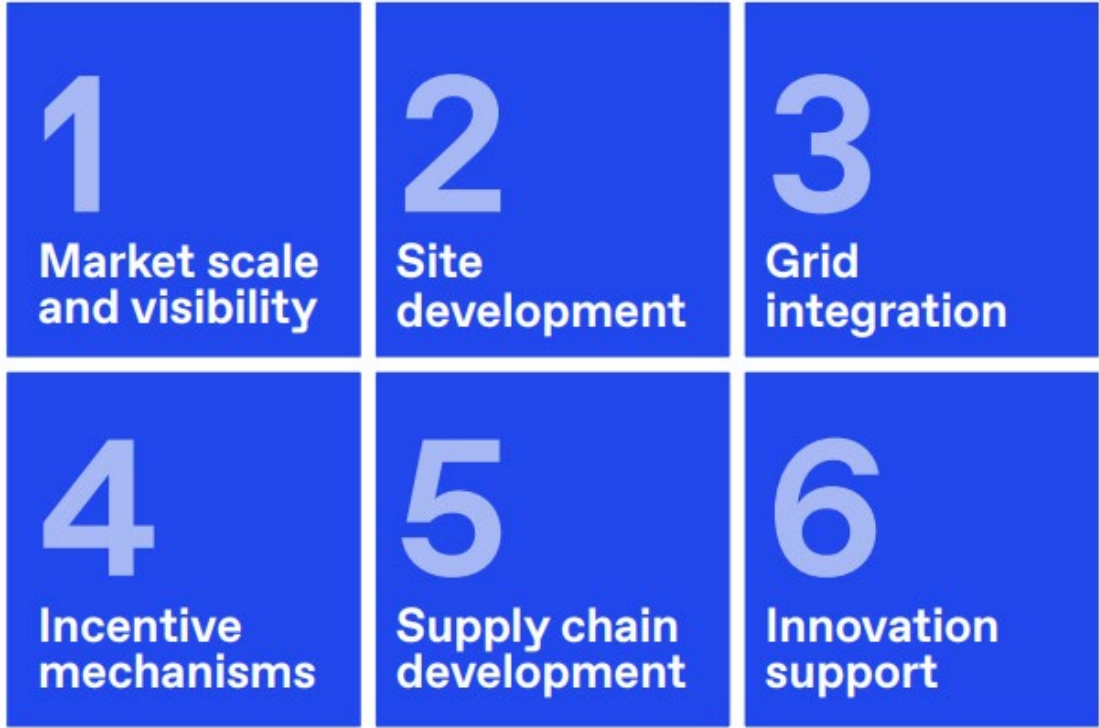 1
Market scale
and visibility
2
Site
development
3
Grid
integration
4
Incentive
mechanisms
5
Supply chain
development
6
Innovation
support